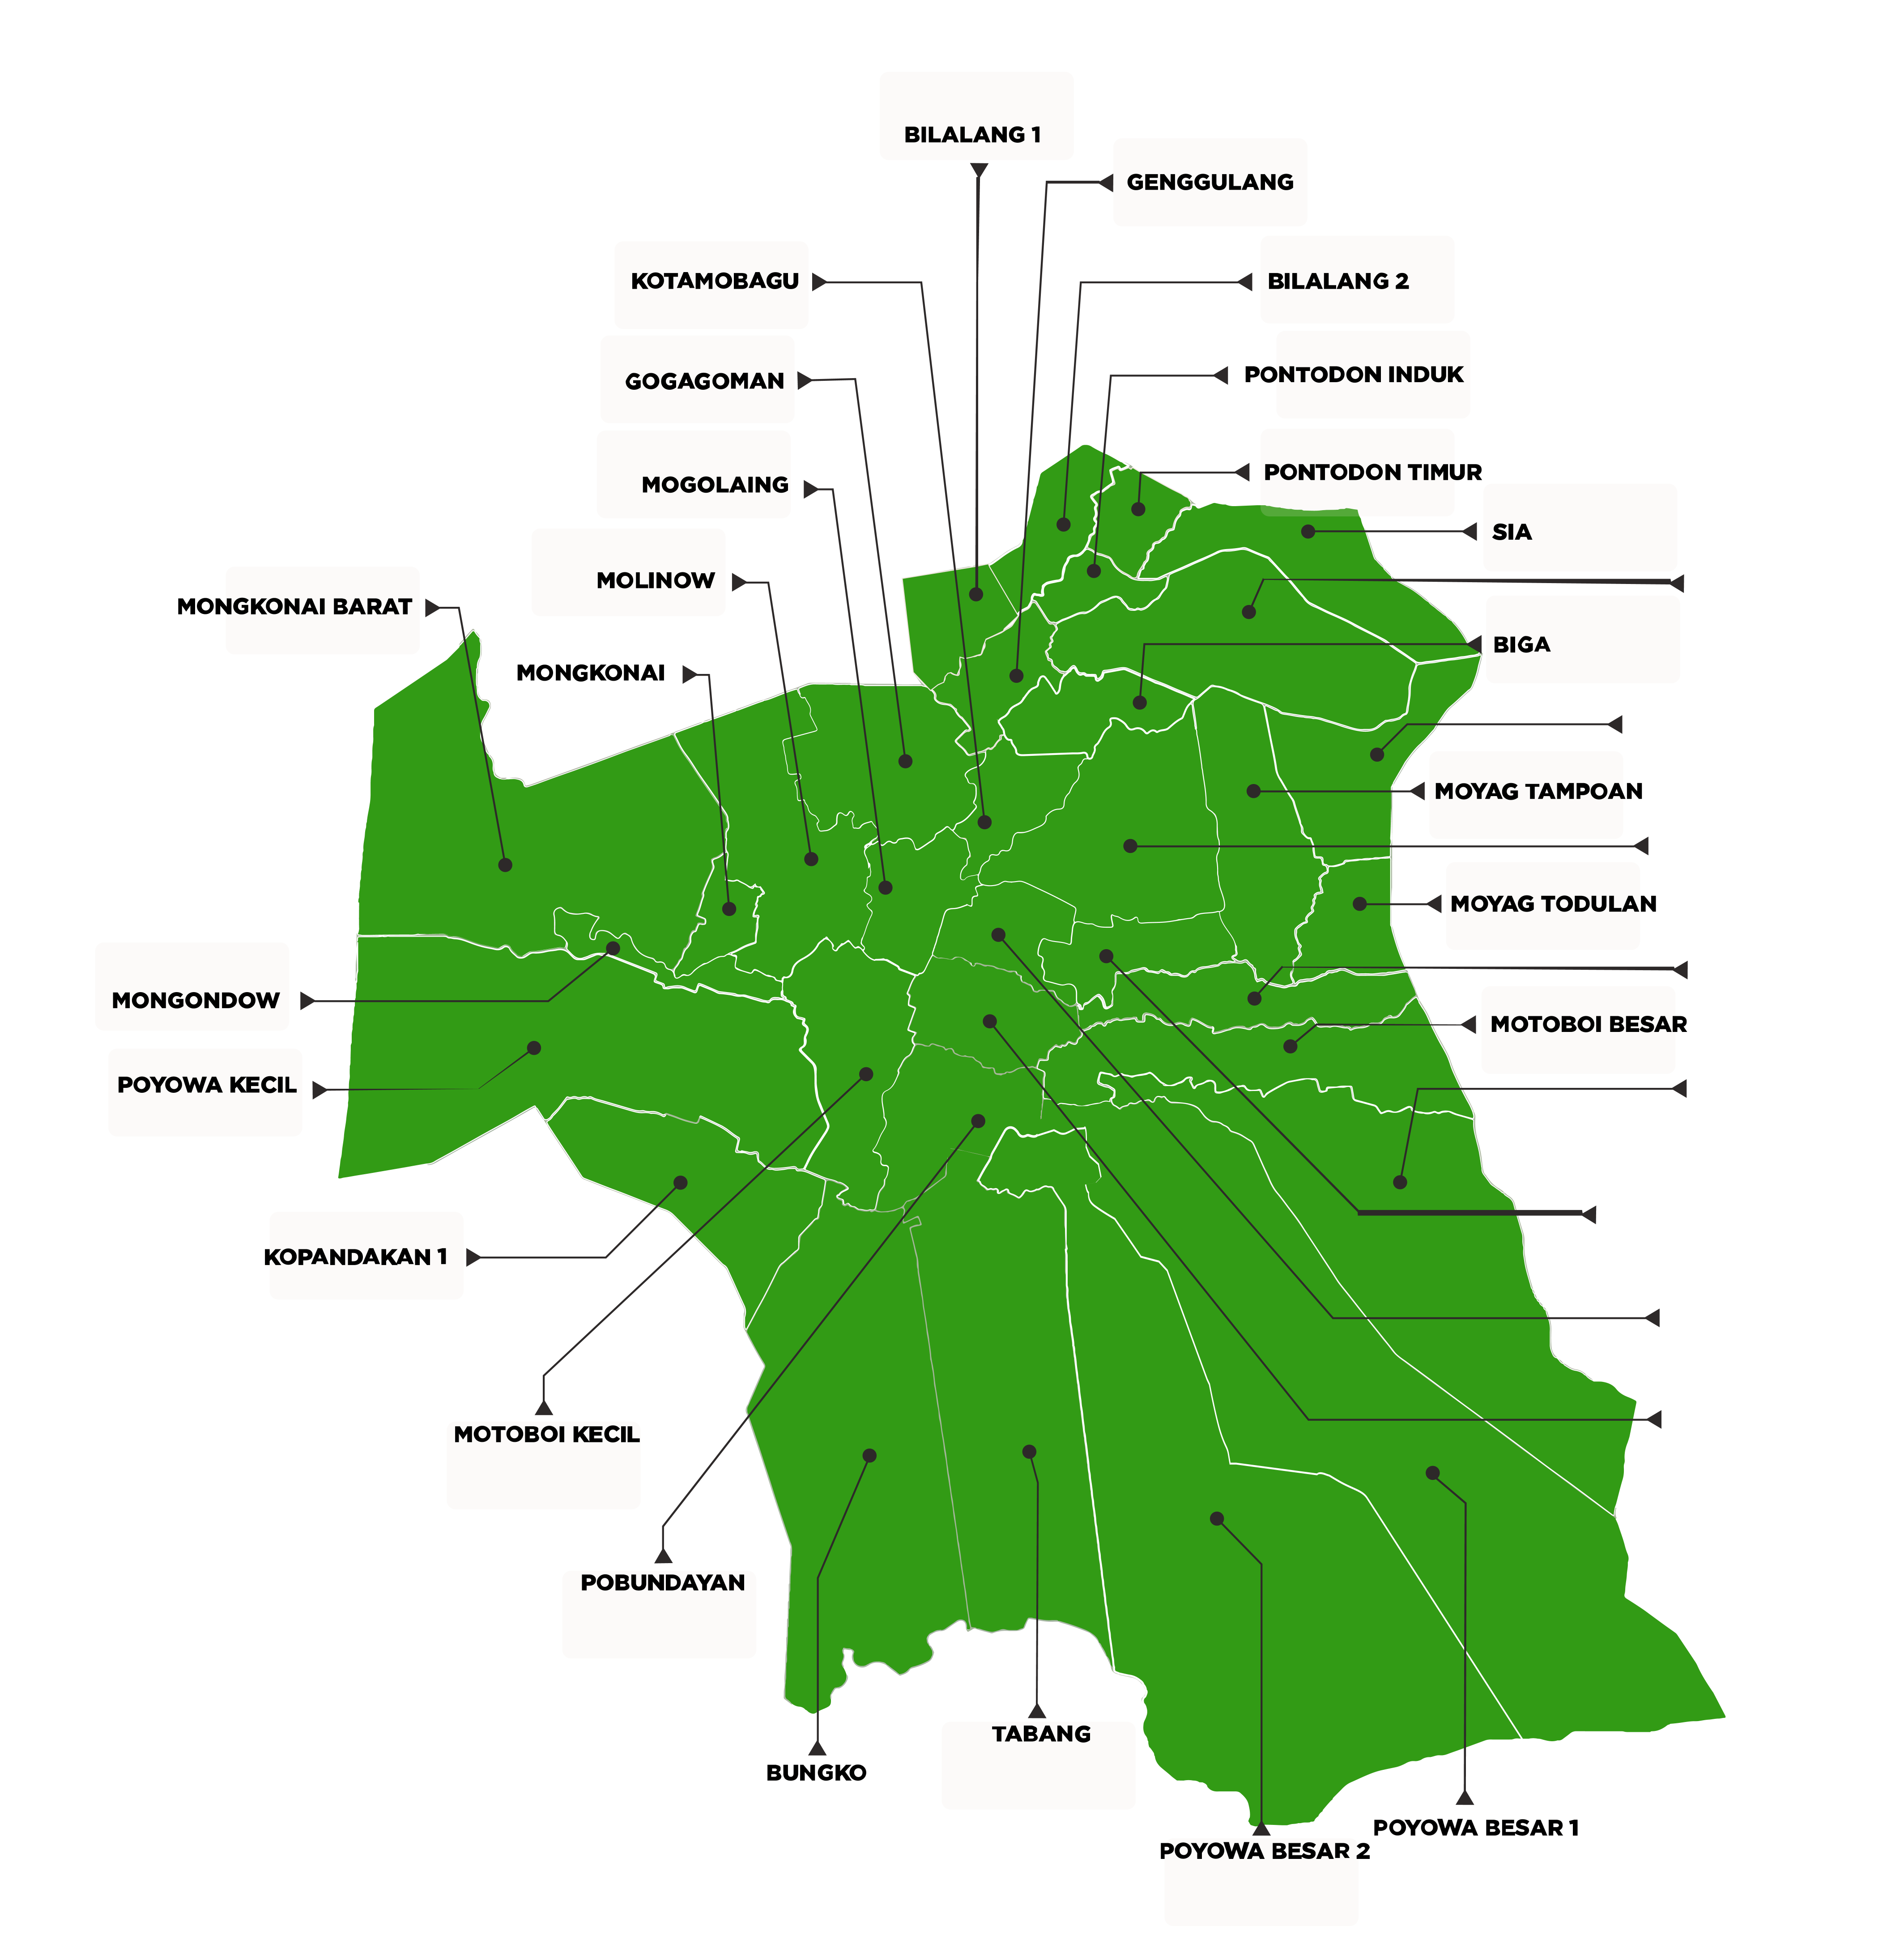 BILALANG 1
GENGGULANG
KOTAMOBAGU
BILALANG 2
PONTODON INDUK
GOGAGOMAN
PONTODON TIMUR
MOGOLAING
SIA
MOLINOW
MONGKONAI BARAT
BIGA
MONGKONAI
MOYAG TAMPOAN
MOYAG TODULAN
MONGONDOW
MOTOBOI BESAR
POYOWA KECIL
KOPANDAKAN 1
MOTOBOI KECIL
POBUNDAYAN
TABANG
BUNGKO
POYOWA BESAR 1
POYOWA BESAR 2